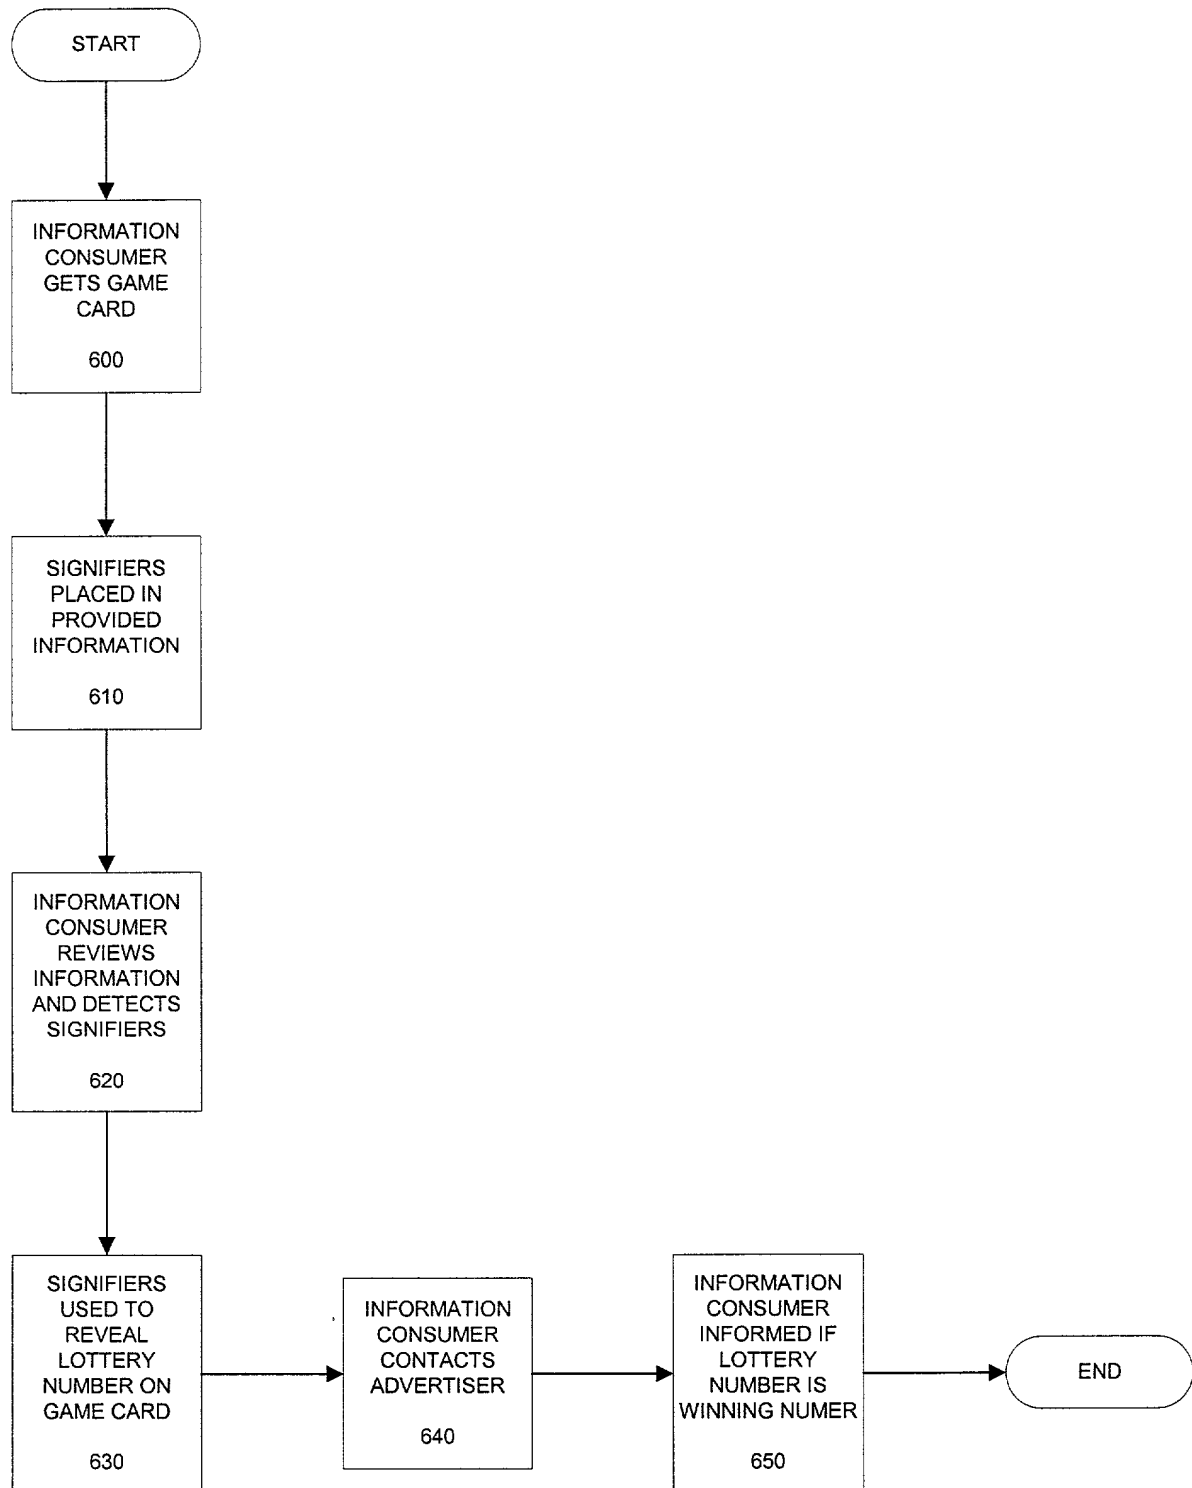 START
INFORMATION
CONSUMER
GETS GAME
CARD
600
SIGNIFIERS
PLACED IN
PROVIDED
INFORMATION
610
INFORMATION
CONSUMER
REVIEWS
INFORMATION
AND DETECTS
SIGNIFIERS
620
SIGNIFIERS
USED TO
REVEAL
LOTTERY
NUMBER ON
GAME CARD
630
INFORMATION
CONSUMER
CONTACTS
ADVERTISER
640
INFORMATION
CONSUMER
INFORMED IF
LOTTERY
NUMBER IS
WINNING NUMER
650
END